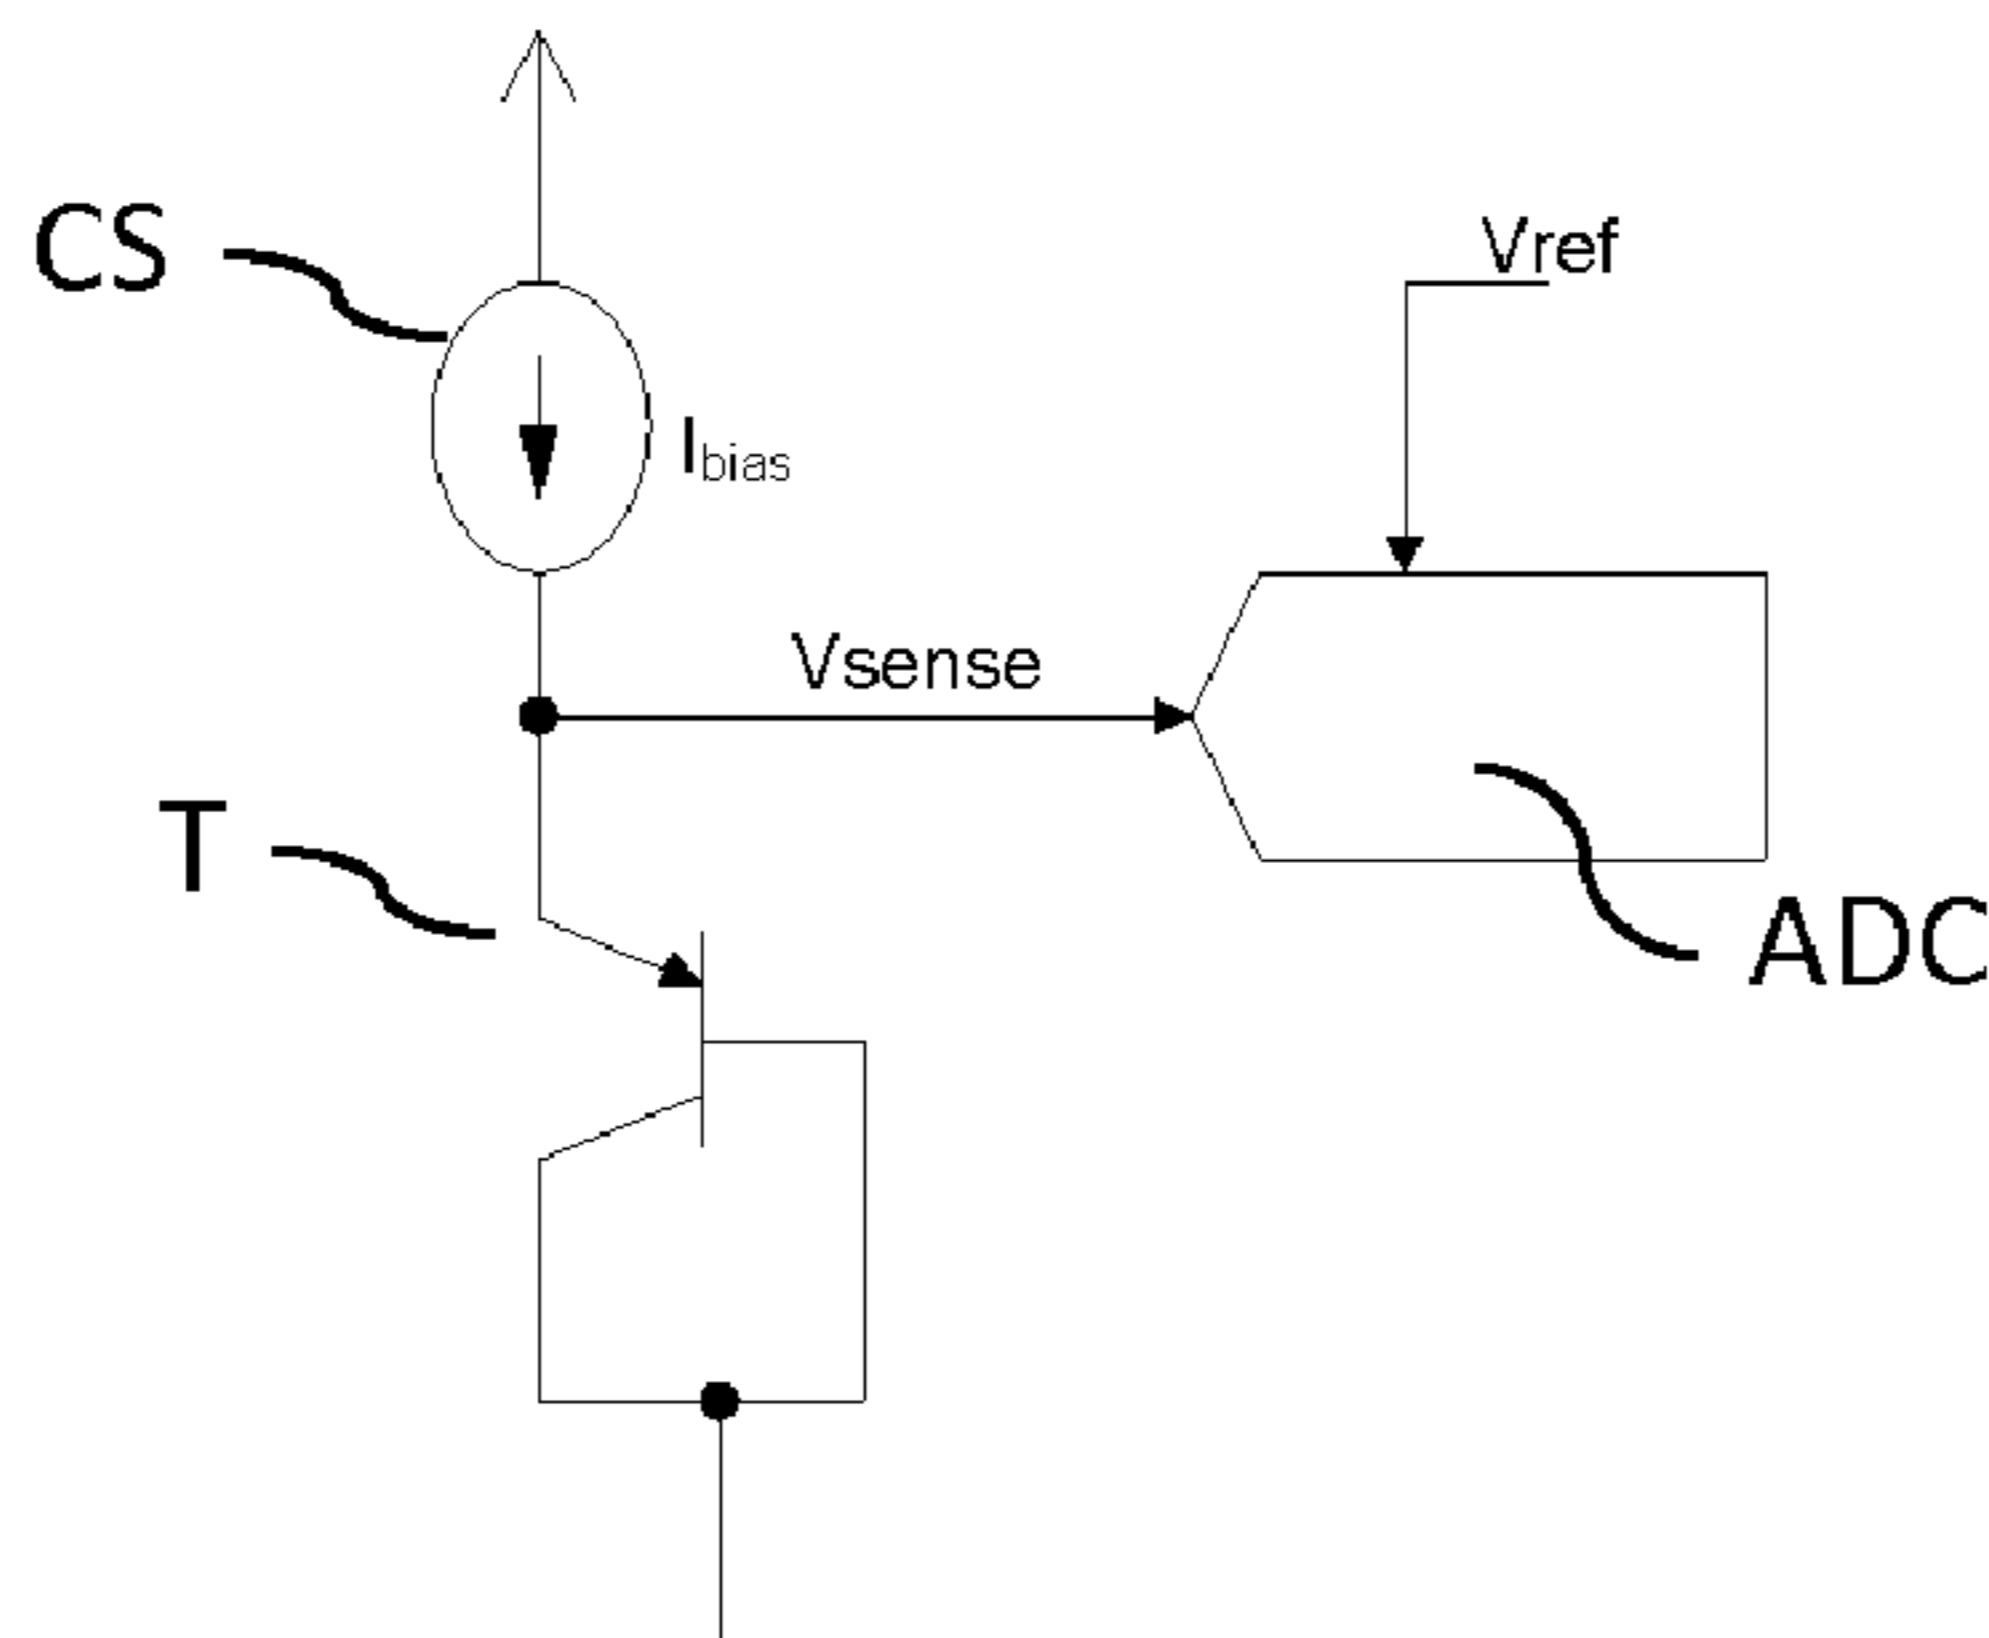 CS
Vref
Ibias
Vsense
T
ADC